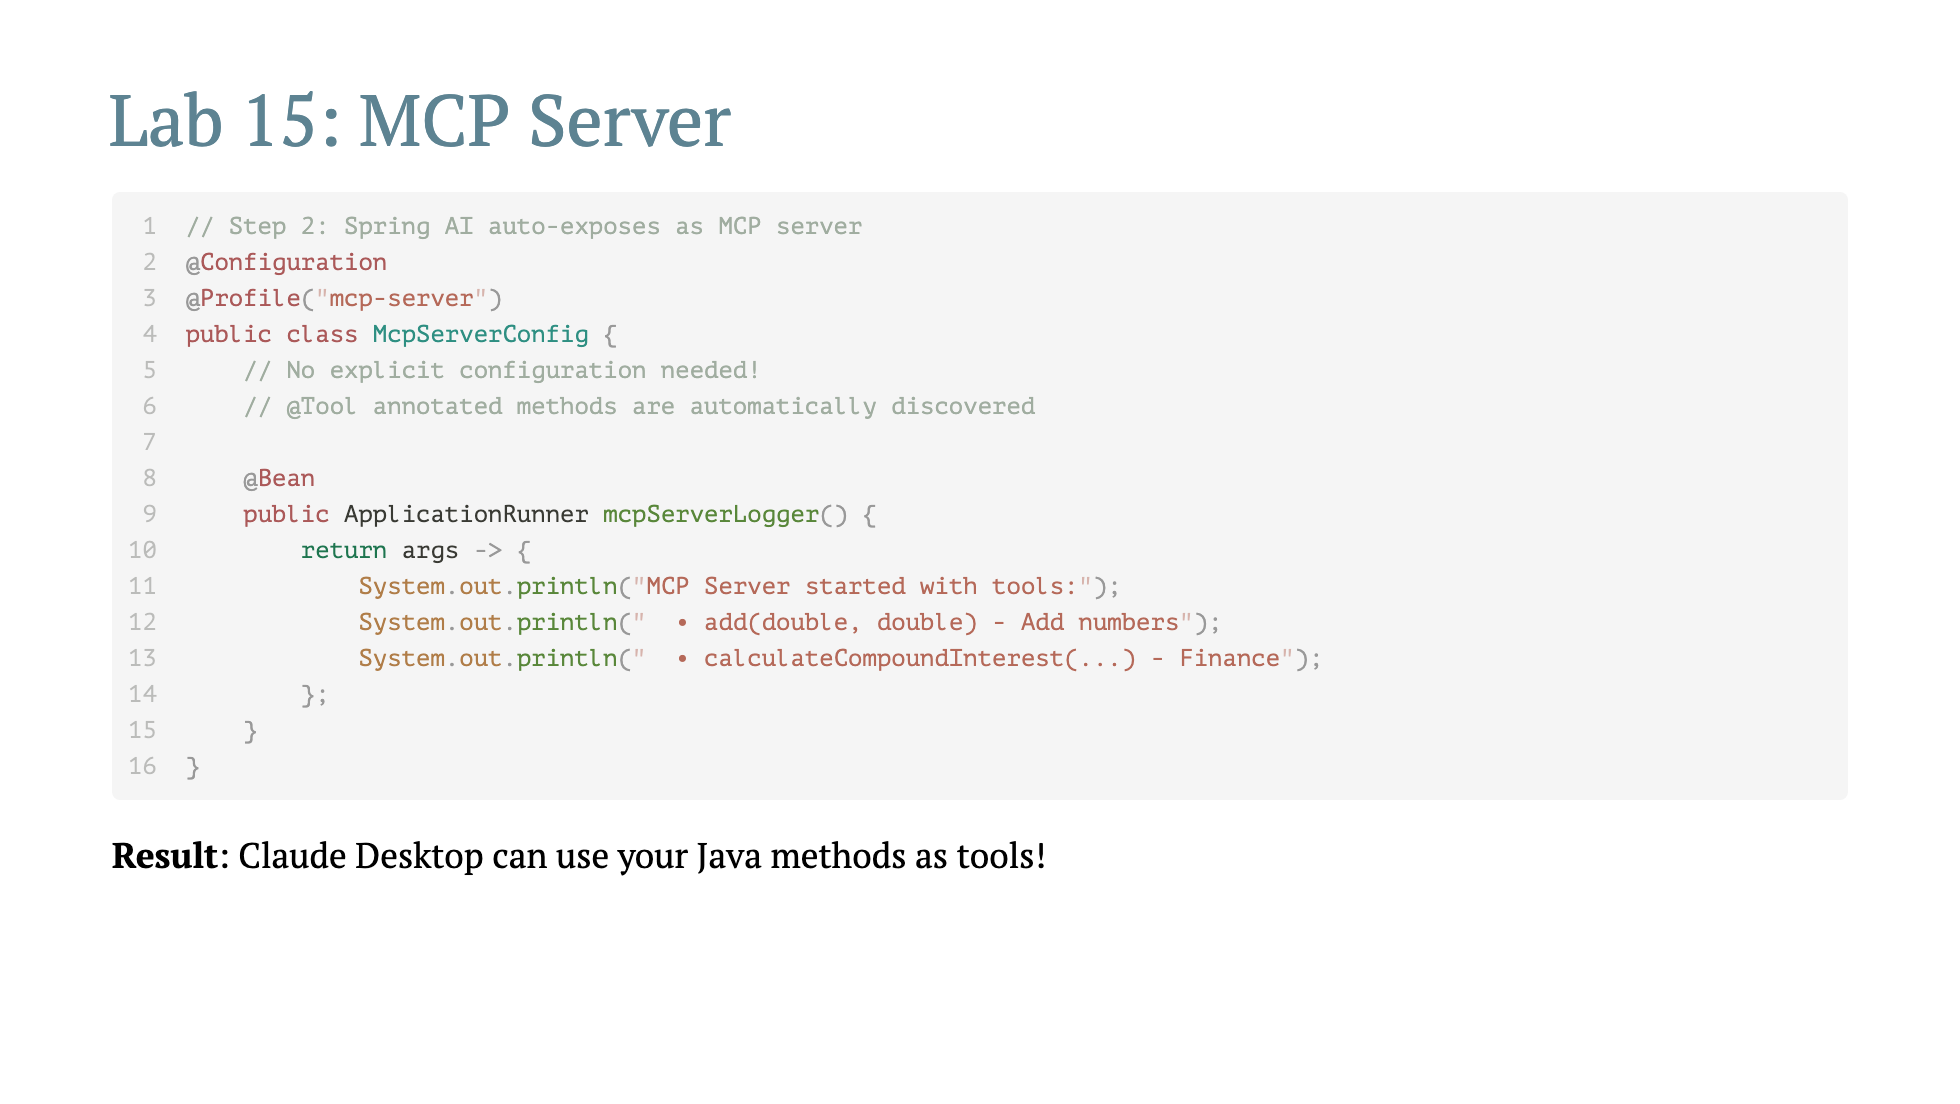 Lab 15: MCP Server
1 // Step 2: Spring AI auto-exposes as MCP server
2 @Configuration
3 @Profile("mcp-server")
4 public class McpServerConfig {
5     // No explicit configuration needed!
6     // @Tool annotated methods are automatically discovered
7
8     @Bean
9     public ApplicationRunner mcpServerLogger() {
10         return args -> {
11             System.out.println("MCP Server started with tools:");
12             System.out.println("  • add(double, double) - Add numbers");
13             System.out.println("  • calculateCompoundInterest(...) - Finance");
14         };
15     }
16 }
Result: Claude Desktop can use your Java methods as tools!